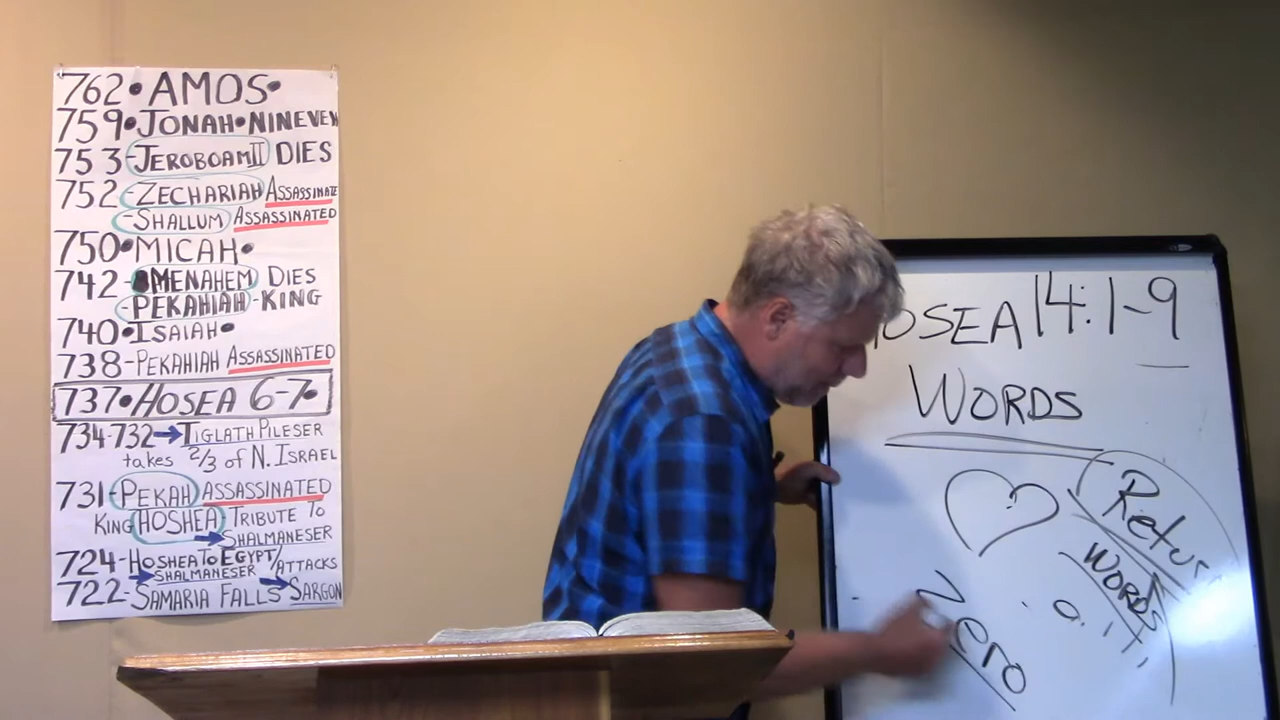 762•AMOS•
759•JONAH•NINEVEH
753-JEROBOAM II DIES
752-ZECHARIAH ASSASSINATE
-SHALLUM ASSASSINATED
750•MICAH•
742-MENAHEM DIES
-PEKAHIAH-KING
740•ISAIAH•
738-PEKAHIAH ASSASSINATED
737•HOSEA 6-7•
734-732→TIGLATH PILESER
takes 2/3 of N. ISRAEL
731-PEKAH ASSASSINATED
KING HOSHEA TRIBUTE TO
→SHALMANESER
724-HOSHEA TO EGYPT/
→SHALMANESER ATTACKS
722-SAMARIA FALLS→SARGON
OSEA 14:1-9
WORDS
Retur
WORDS
Zero